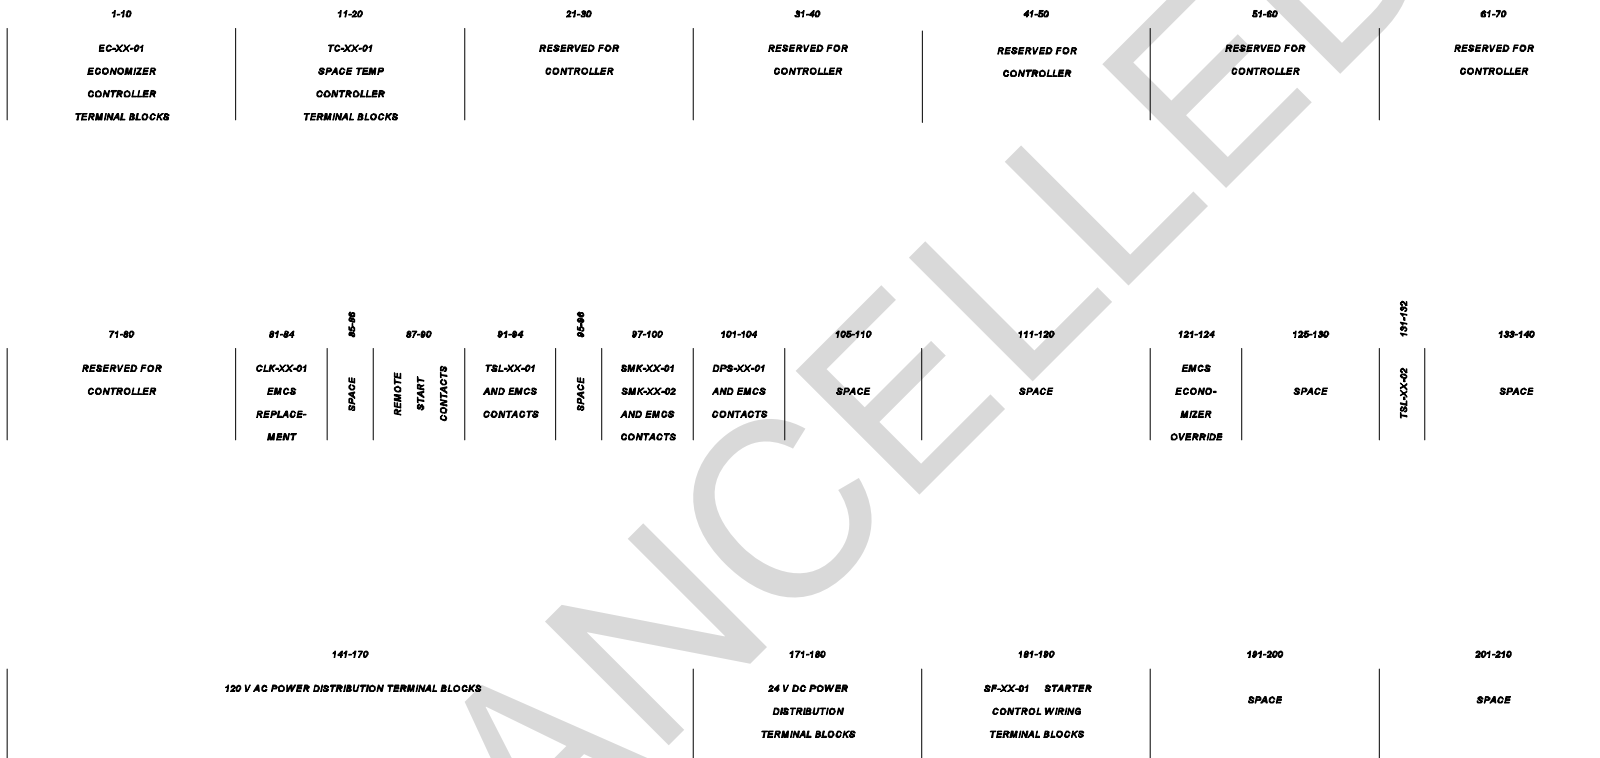 1-10 11-20 21-30 31-40 41-50 51-60 61-70
EC-XX-01
ECONOMIZER
CONTROLLER
TERMINAL BLOCKS
TC-XX-01
SPACE TEMP
CONTROLLER
TERMINAL BLOCKS
RESERVED FOR
CONTROLLER
RESERVED FOR
CONTROLLER
RESERVED FOR
CONTROLLER
RESERVED FOR
CONTROLLER
RESERVED FOR
CONTROLLER
71-80 81-84 85-86 87-90 91-94 95-96 97-100 101-104 105-110 111-120 121-124 125-130 131-132 133-140
RESERVED FOR
CONTROLLER
CLK-XX-01
EMCS
REPLACE-
MENT
SPACE
REMOTE
START
CONTACTS
TSL-XX-01
AND EMCS
CONTACTS
SPACE
SMK-XX-01
SMK-XX-02
AND EMCS
CONTACTS
DPS-XX-01
AND EMCS
CONTACTS
SPACE
SPACE
EMCS
ECONO-
MIZER
OVERRIDE
SPACE
TSL-XX-02
SPACE
141-170 171-180 181-190 191-200 201-210
120 V AC POWER DISTRIBUTION TERMINAL BLOCKS
24 V DC POWER
DISTRIBUTION
TERMINAL BLOCKS
SF-XX-01 STARTER
CONTROL WIRING
TERMINAL BLOCKS
SPACE
SPACE
ANCELLED